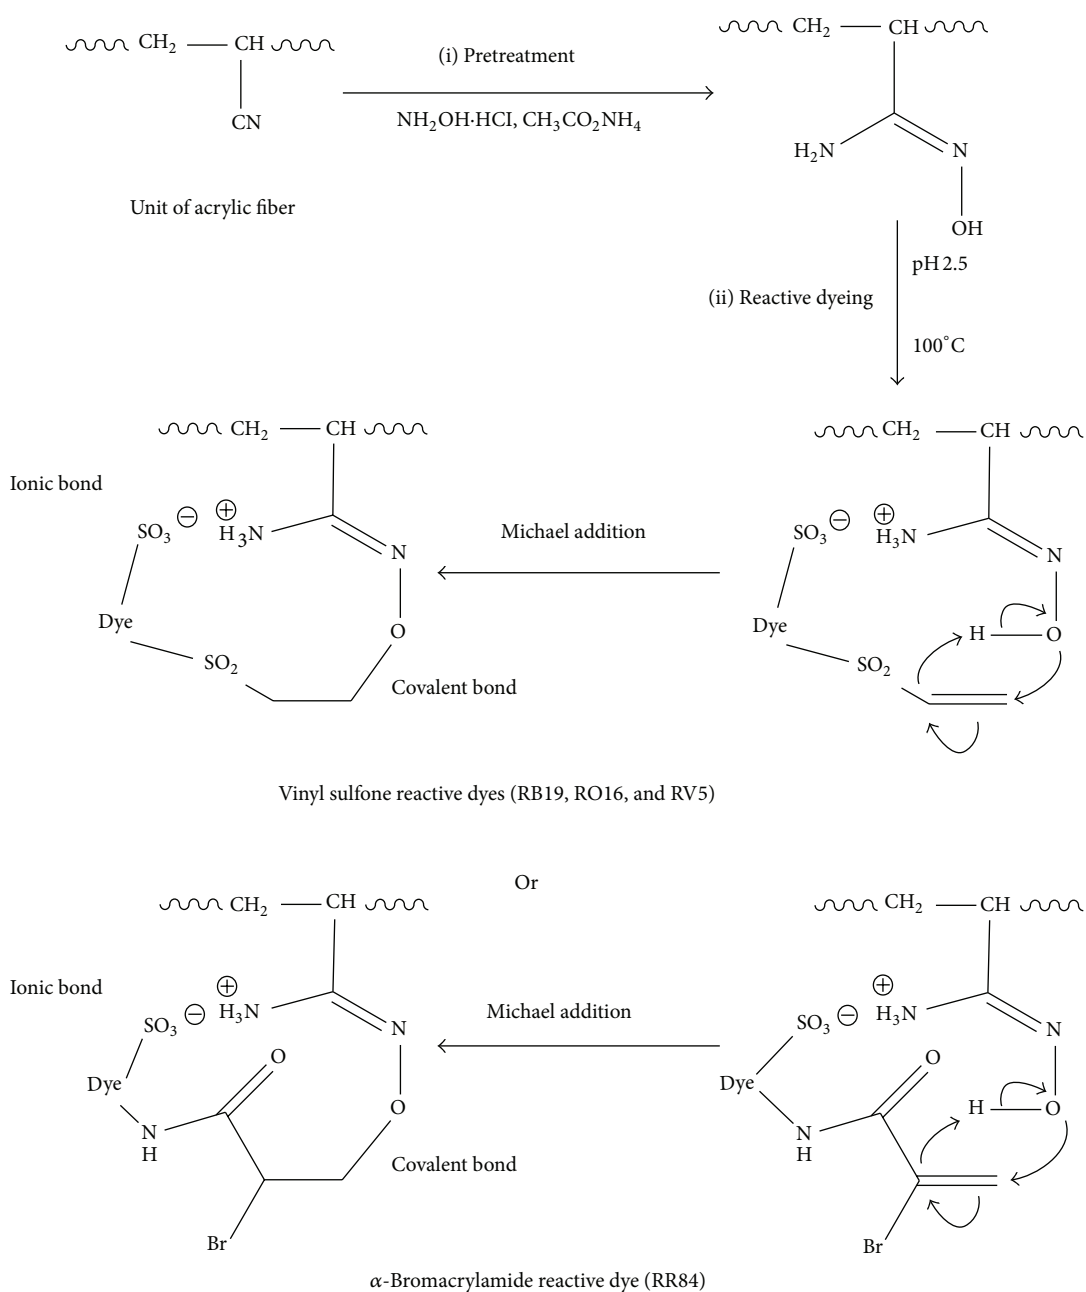 CH2 CH
CN
Unit of acrylic fiber
(i) Pretreatment
NH2OH·HCl, CH3CO2NH4
CH2 CH
H2N N
OH
pH 2.5
(ii) Reactive dyeing
100°C
CH2 CH
Ionic bond
SO3 ⊖ ⊕ H3N N
Dye O
SO2
Covalent bond
Michael addition
CH2 CH
SO3 ⊖ ⊕ H3N N
Dye H O
SO2
Vinyl sulfone reactive dyes (RB19, RO16, and RV5)
Or
CH2 CH
Ionic bond
SO3 ⊖ ⊕ H3N N
O
Dye O
N
H
Covalent bond
Br
Michael addition
CH2 CH
SO3 ⊖ ⊕ H3N N
O
Dye H O
N
H
Br
α-Bromacrylamide reactive dye (RR84)